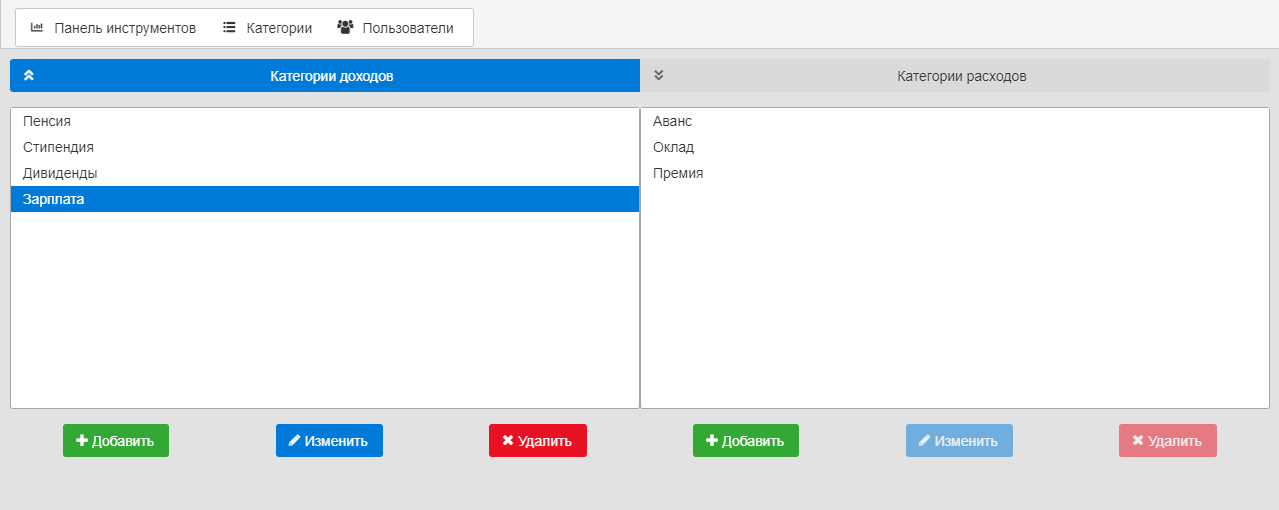 Панель инструментов Категории Пользователи
Категории доходов Категории расходов
Пенсия
Стипендия
Дивиденды
Зарплата
Аванс
Оклад
Премия
Добавить Изменить Удалить Добавить Изменить Удалить